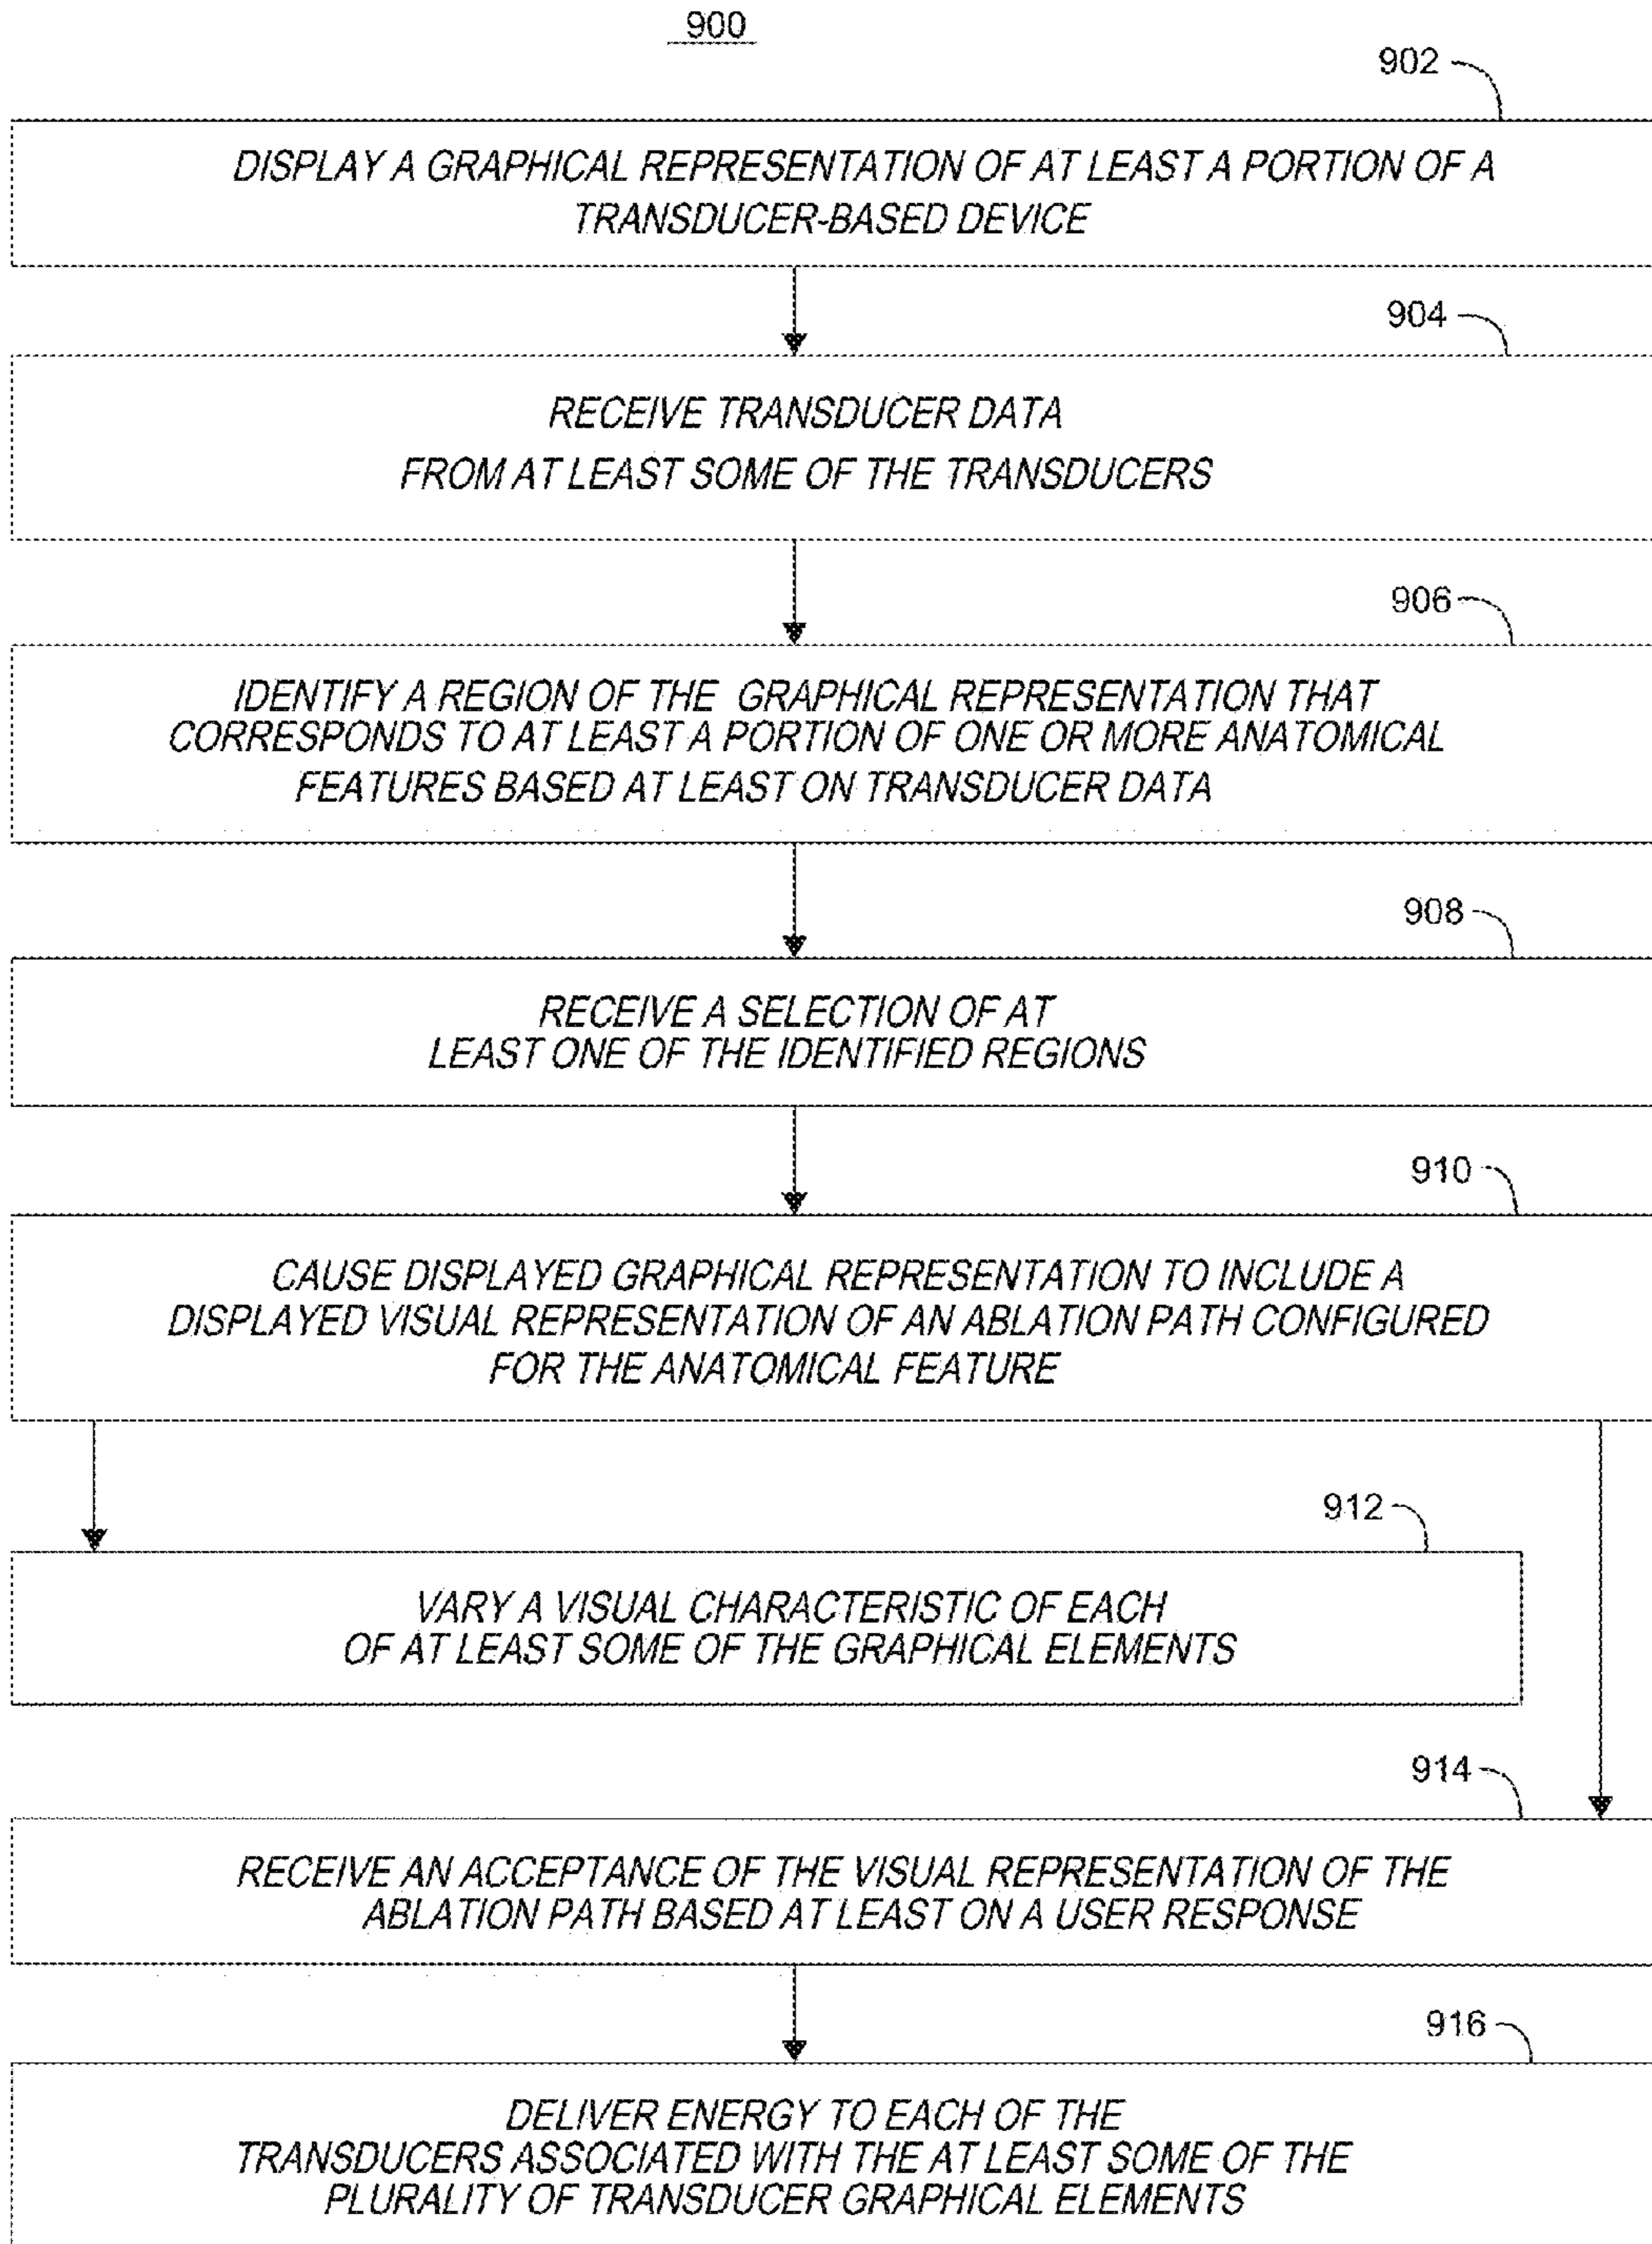 900
902
DISPLAY A GRAPHICAL REPRESENTATION OF AT LEAST A PORTION OF A
TRANSDUCER-BASED DEVICE
904
RECEIVE TRANSDUCER DATA
FROM AT LEAST SOME OF THE TRANSDUCERS
906
IDENTIFY A REGION OF THE GRAPHICAL REPRESENTATION THAT
CORRESPONDS TO AT LEAST A PORTION OF ONE OR MORE ANATOMICAL
FEATURES BASED AT LEAST ON TRANSDUCER DATA
908
RECEIVE A SELECTION OF AT
LEAST ONE OF THE IDENTIFIED REGIONS
910
CAUSE DISPLAYED GRAPHICAL REPRESENTATION TO INCLUDE A
DISPLAYED VISUAL REPRESENTATION OF AN ABLATION PATH CONFIGURED
FOR THE ANATOMICAL FEATURE
912
VARY A VISUAL CHARACTERISTIC OF EACH
OF AT LEAST SOME OF THE GRAPHICAL ELEMENTS
914
RECEIVE AN ACCEPTANCE OF THE VISUAL REPRESENTATION OF THE
ABLATION PATH BASED AT LEAST ON A USER RESPONSE
916
DELIVER ENERGY TO EACH OF THE
TRANSDUCERS ASSOCIATED WITH THE AT LEAST SOME OF THE
PLURALITY OF TRANSDUCER GRAPHICAL ELEMENTS